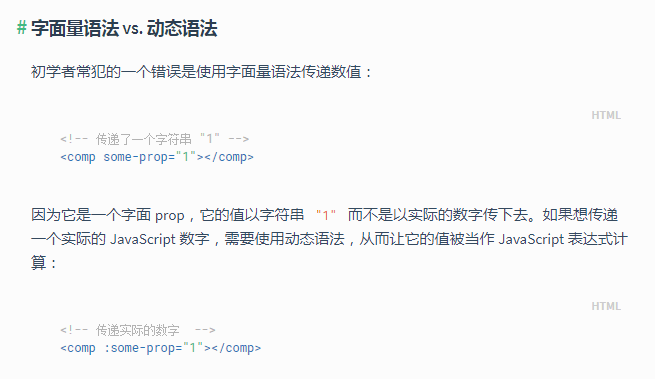 # 字面量语法 vs. 动态语法
初学者常犯的一个错误是使用字面量语法传递数值：
HTML
<!-- 传递了一个字符串 "1" -->
<comp some-prop="1"></comp>
因为它是一个字面 prop，它的值以字符串 "1" 而不是以实际的数字传下去。如果想传递
一个实际的 JavaScript 数字，需要使用动态语法，从而让它的值被当作 JavaScript 表达式计
算：
HTML
<!-- 传递实际的数字  -->
<comp :some-prop="1"></comp>